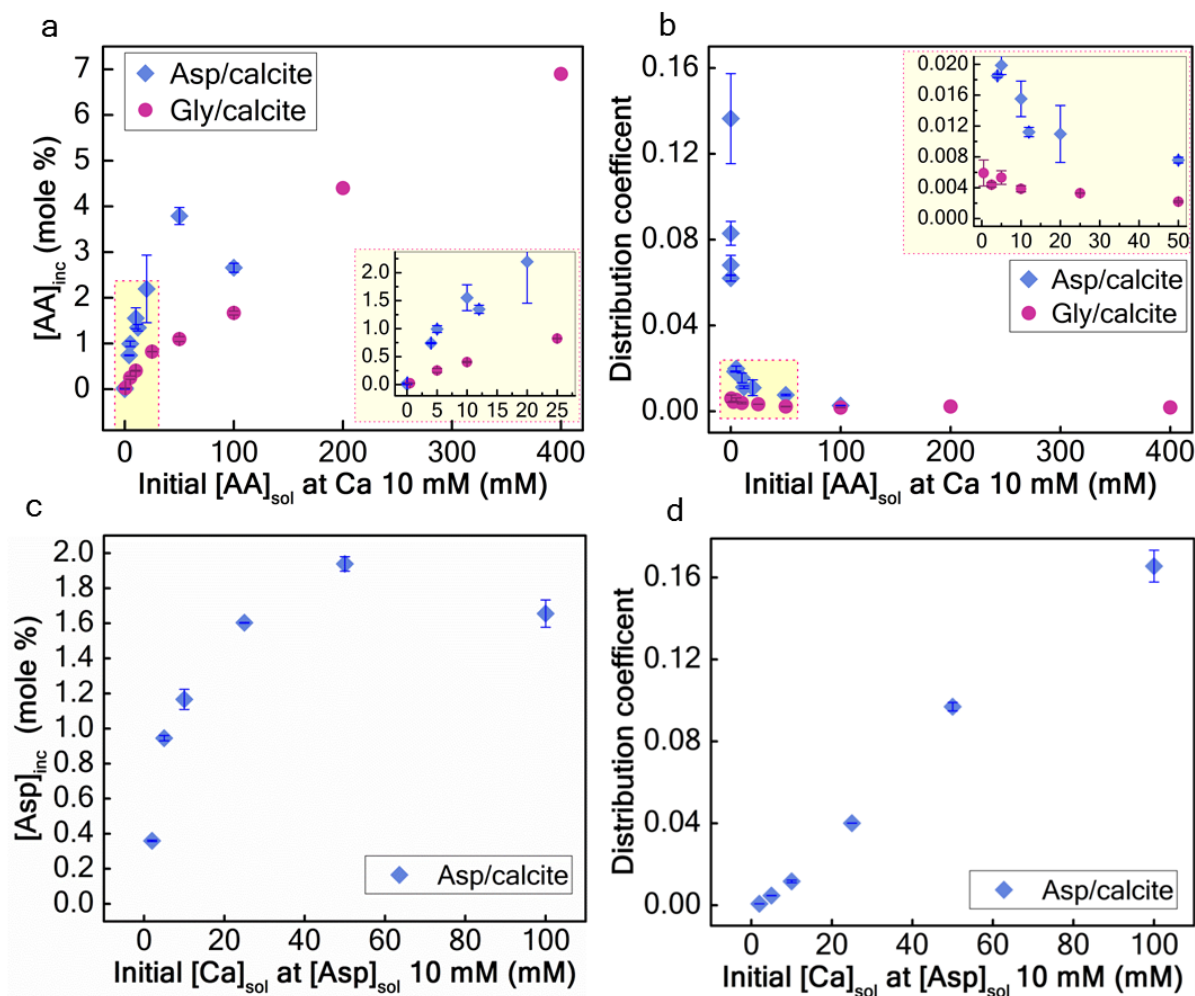 a
[AA]inc (mole %)
7
6
5
4
3
2
1
0
Asp/calcite
Gly/calcite
2.0
1.5
1.0
0.5
0.0
0 5 10 15 20 25
0 100 200 300 400
Initial [AA]sol at Ca 10 mM (mM)
b
Distribution coefficent
0.16
0.12
0.08
0.04
0.00
0.020
0.016
0.012
0.008
0.004
0.000
0 10 20 30 40 50
Asp/calcite
Gly/calcite
0 100 200 300 400
Initial [AA]sol at Ca 10 mM (mM)
c
[Asp]inc (mole %)
2.0
1.8
1.6
1.4
1.2
1.0
0.8
0.6
0.4
0.2
0.0
Asp/calcite
0 20 40 60 80 100
Initial [Ca]sol at [Asp]sol 10 mM (mM)
d
Distribution coefficent
0.16
0.12
0.08
0.04
0.00
Asp/calcite
0 20 40 60 80 100
Initial [Ca]sol at [Asp]sol 10 mM (mM)